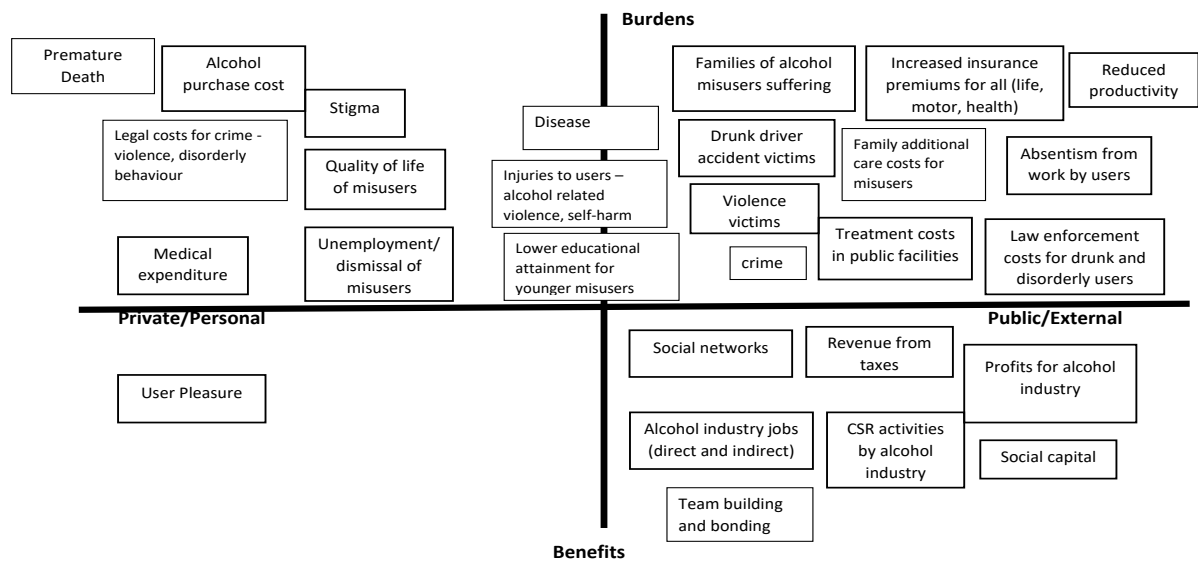 Burdens
Premature
Death
Alcohol
purchase cost
Stigma
Legal costs for crime -
violence, disorderly
behaviour
Quality of life
of misusers
Medical
expenditure
Unemployment/
dismissal of
misusers
Disease
Injuries to users –
alcohol related
violence, self-harm
Lower educational
attainment for
younger misusers
Families of alcohol
misusers suffering
Increased insurance
premiums for all (life,
motor, health)
Reduced
productivity
Drunk driver
accident victims
Family additional
care costs for
misusers
Absentism from
work by users
Violence
victims
crime
Treatment costs
in public facilities
Law enforcement
costs for drunk and
disorderly users
Private/Personal
Public/External
User Pleasure
Social networks
Revenue from
taxes
Profits for alcohol
industry
Alcohol industry jobs
(direct and indirect)
CSR activities
by alcohol
industry
Social capital
Team building
and bonding
Benefits